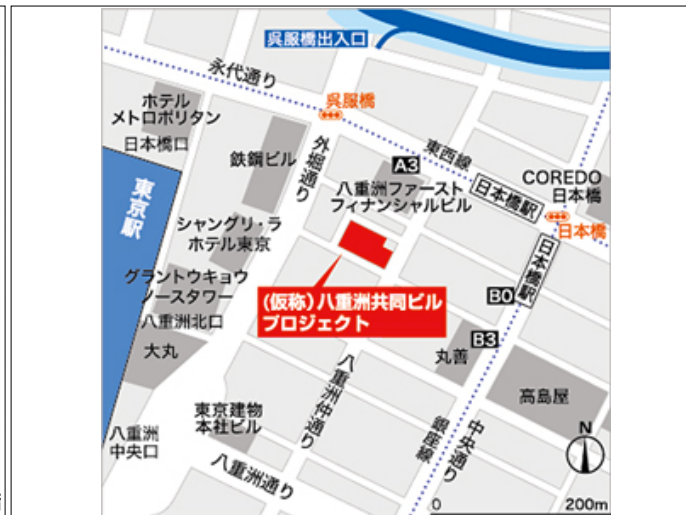 呉服橋出入口
永代通り
呉服橋
ホテル
メトロポリタン
日本橋口
鉄鋼ビル
外堀通り
東西線
A3
日本橋駅
COREDO
日本橋
日本橋
八重洲ファースト
フィナンシャルビル
東京駅
シャングリ・ラ
ホテル東京
日本橋駅
グラントウキョウ
ノースタワー
八重洲北口
(仮称)八重洲共同ビル
プロジェクト
B0
B3
大丸
丸善
高島屋
八重洲仲通り
東京建物
本社ビル
八重洲
中央口
八重洲通り
銀座線
中央通り
N
0
200m